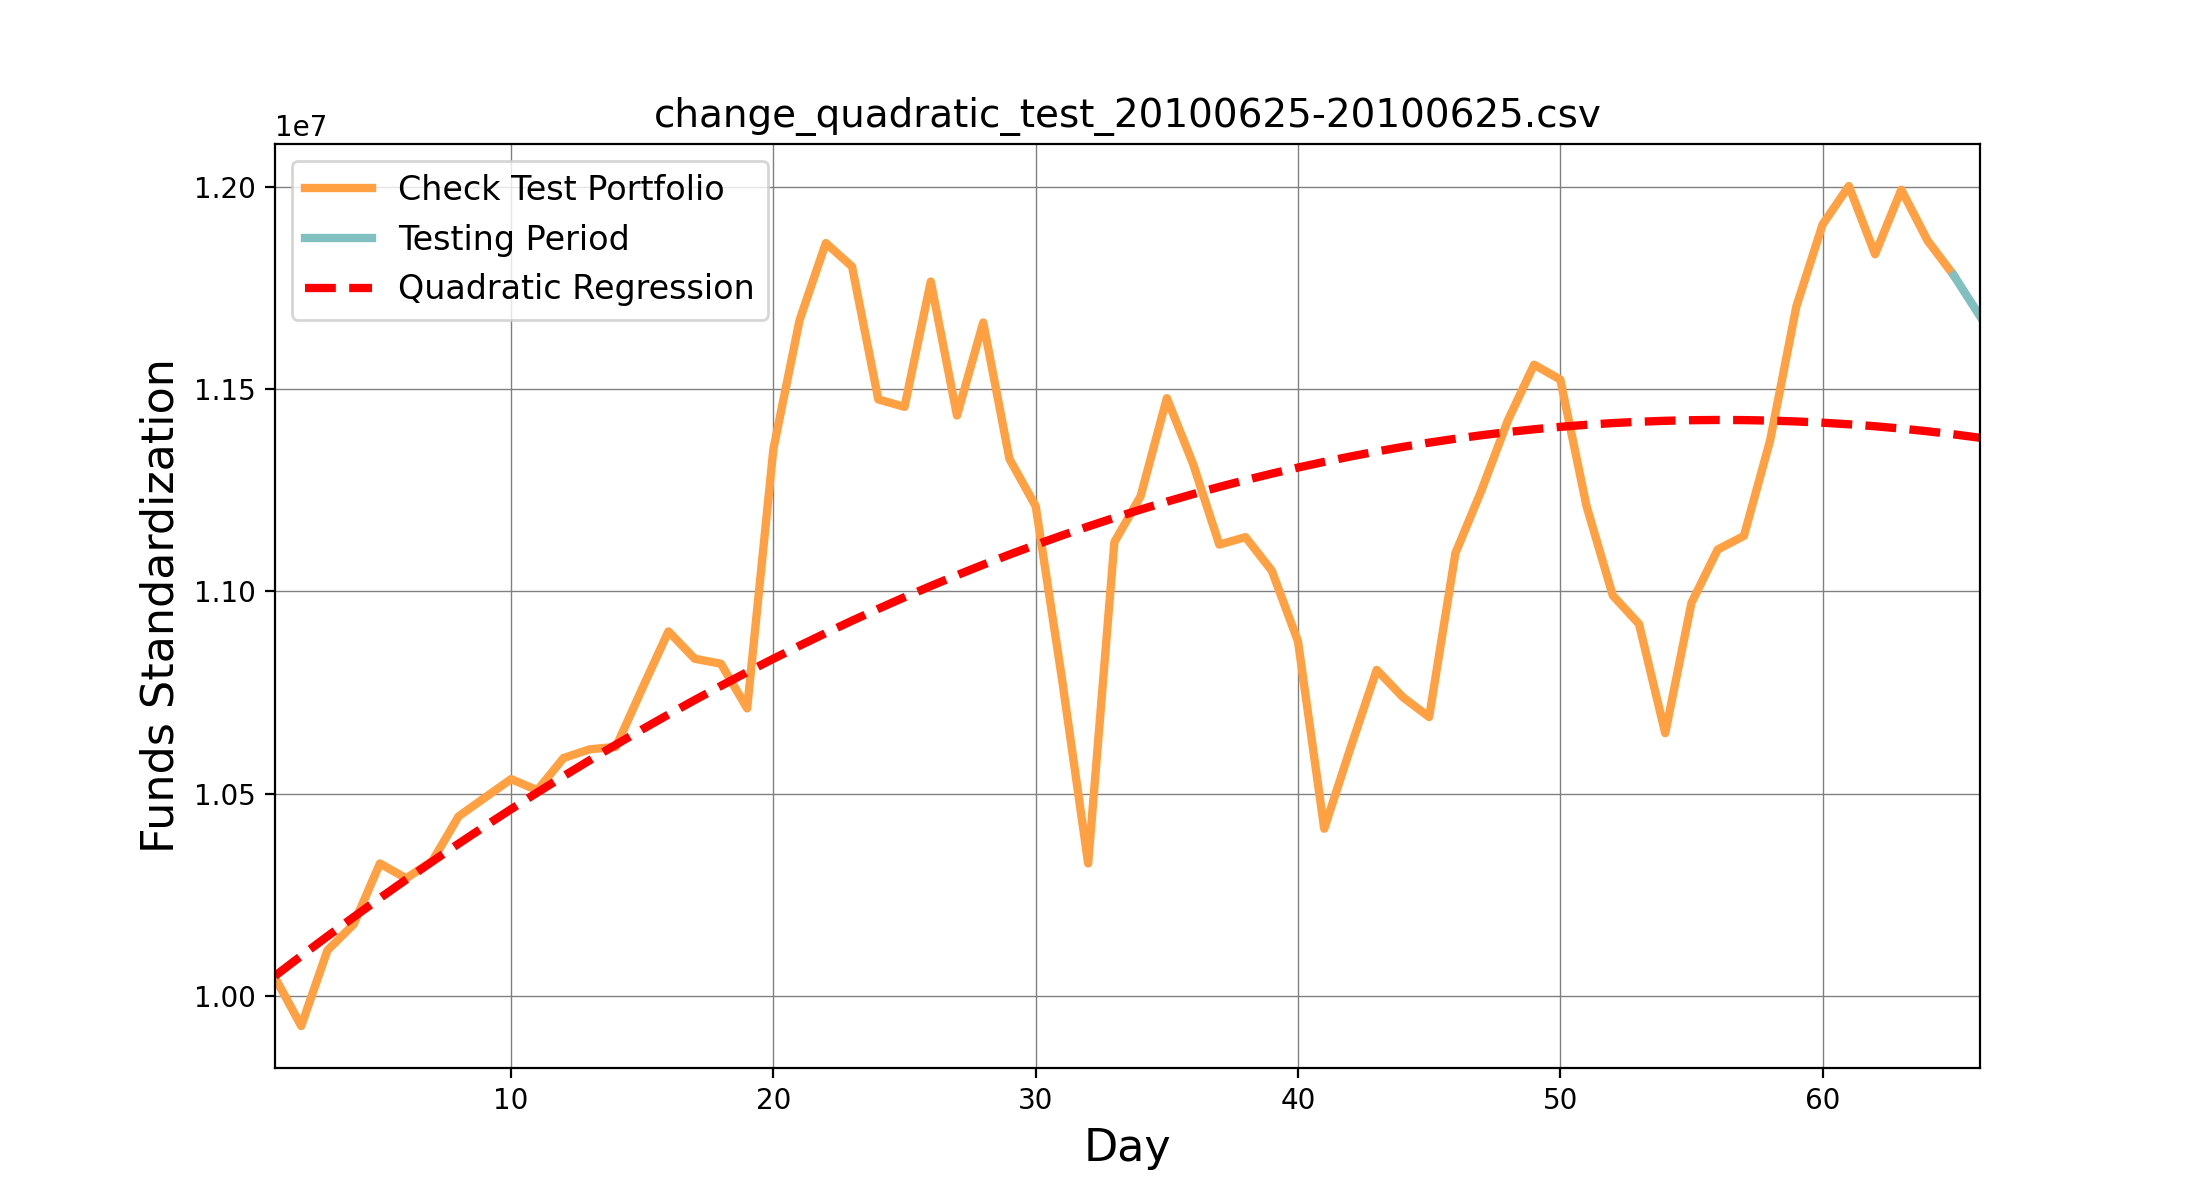 change_quadratic_test_20100625-20100625.csv
1e7
Check Test Portfolio
Testing Period
Quadratic Regression
1.20
1.15
1.10
1.05
1.00
Funds Standardization
10 20 30 40 50 60
Day